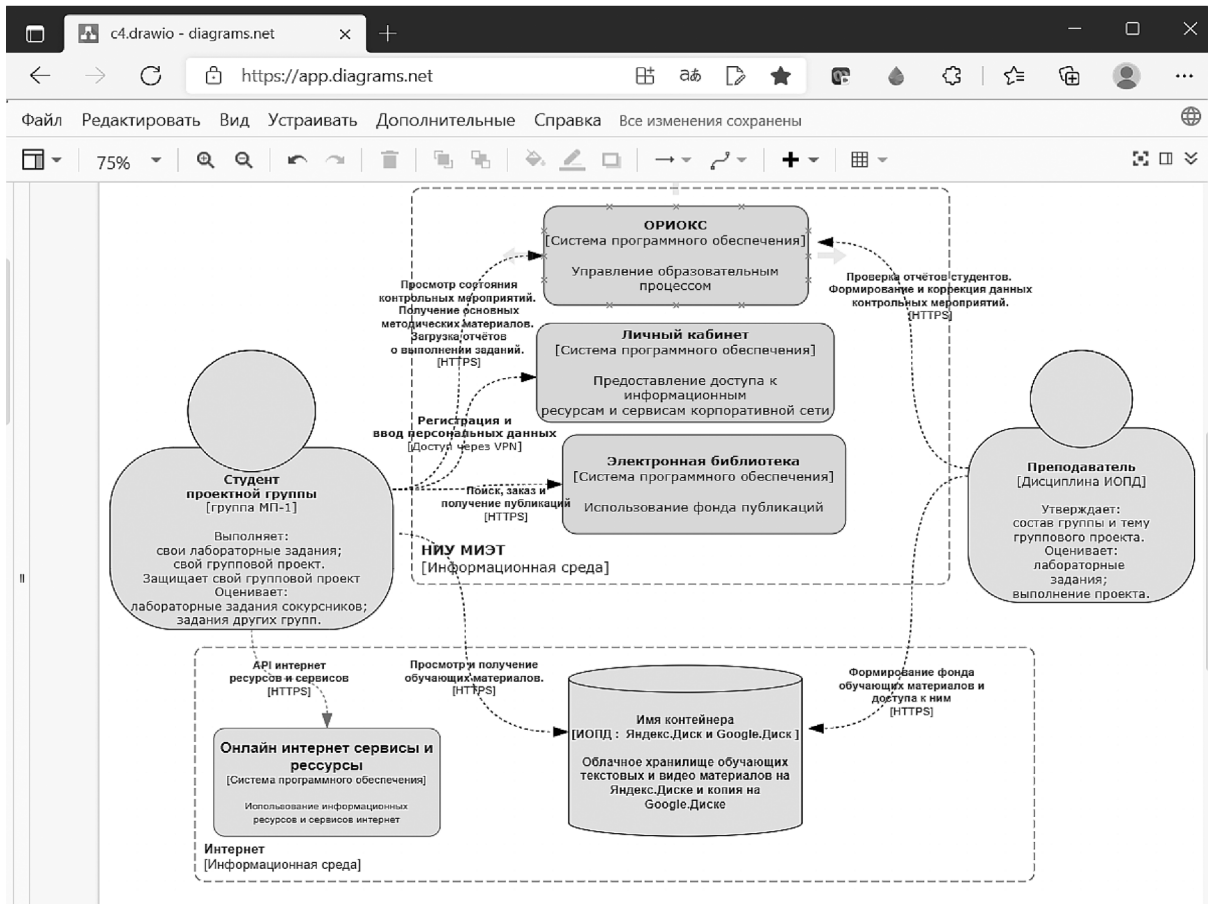 c4.drawio - diagrams.net
https://app.diagrams.net
Файл Редактировать Вид Устраивать Дополнительные Справка Все изменения сохранены
75%
ОРИОКС
[Система программного обеспечения]
Управление образовательным
процессом
Просмотр состояния
контрольных мероприятий.
Получение основных
методических материалов.
Загрузка отчётов
о выполнении заданий.
[HTTPS]
Проверка отчётов студентов.
Формирование и коррекция данных
контрольных мероприятий.
[HTTPS]
Личный кабинет
[Система программного обеспечения]
Предоставление доступа к
информационным
ресурсам и сервисам корпоративной сети
Регистрация и
ввод персональных данных
[Доступ через VPN]
Электронная библиотека
[Система программного обеспечения]
Использование фонда публикаций
Поиск, заказ и
получение публикаций
[HTTPS]
НИУ МИЭТ
[Информационная среда]
Студент
проектной группы
[группа МП-1]
Выполняет:
свои лабораторные задания;
свой групповой проект.
Защищает свой групповой проект
Оценивает:
лабораторные задания сокурсников;
задания других групп.
Преподаватель
[Дисциплина ИОПД]
Утверждает:
состав группы и тему
группового проекта.
Оценивает:
лабораторные
задания;
выполнение проекта.
API интернет
ресурсов и сервисов
[HTTPS]
Просмотр и получение
обучающих материалов.
[HTTPS]
Формирование фонда
обучающих материалов и
доступа к ним
[HTTPS]
Онлайн интернет сервисы и
рессурсы
[Система программного обеспечения]
Использование информационных
ресурсов и сервисов интернет
Имя контейнера
[ИОПД : Яндекс.Диск и Google.Диск ]
Облачное хранилище обучающих
текстовых и видео материалов на
Яндекс.Диске и копия на
Google.Диске
Интернет
[Информационная среда]